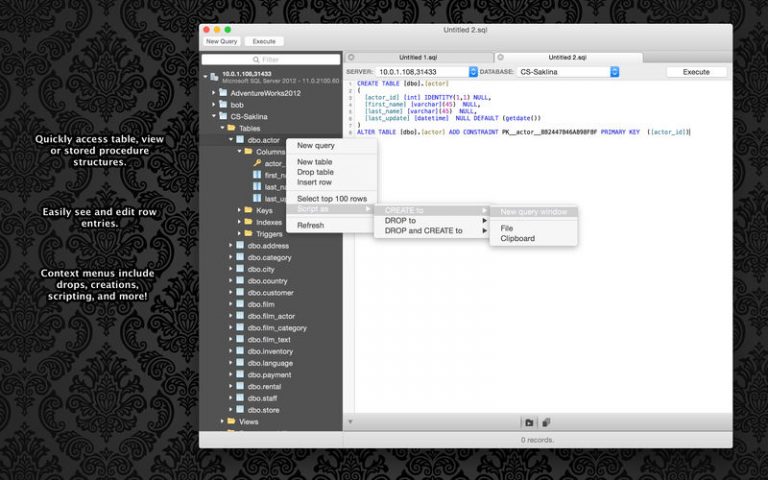 Untitled 2.sql
New Query
Execute
Filter
Untitled 1.sql
Untitled 2.sql
10.0.1.108,31433
Microsoft SQL Server 2012 - 11.0.2100.60
SERVER: 10.0.1.108,31433
DATABASE: CS-Saklina
Execute
AdventureWorks2012
bob
CS-Saklina
Tables
dbo.actor
Columns
actor_
first_n
last_na
last_up
Keys
Indexes
Triggers
dbo.address
dbo.category
dbo.city
dbo.country
dbo.customer
dbo.film
dbo.film_actor
dbo.film_category
dbo.film_text
dbo.inventory
dbo.language
dbo.payment
dbo.rental
dbo.staff
dbo.store
Views
1 CREATE TABLE [dbo].[actor]
2 (
3 [actor_id] [int] IDENTITY(1,1) NULL,
4 [first_name] [varchar](45) NULL,
5 [last_name] [varchar](45) NULL,
6 [last_update] [datetime] NULL DEFAULT (getdate())
7 )
8 ALTER TABLE [dbo].[actor] ADD CONSTRAINT PRIMARY KEY ([actor_id])
New query
New table
Drop table
Insert row
Select top 100 rows
Script as
Refresh
CREATE to
DROP to
DROP and CREATE to
New query window
File
Clipboard
0 records.
Quickly access table, view
or stored procedure
structures.
Easily see and edit row
entries.
Context menus include
drops, creations,
scripting, and more!